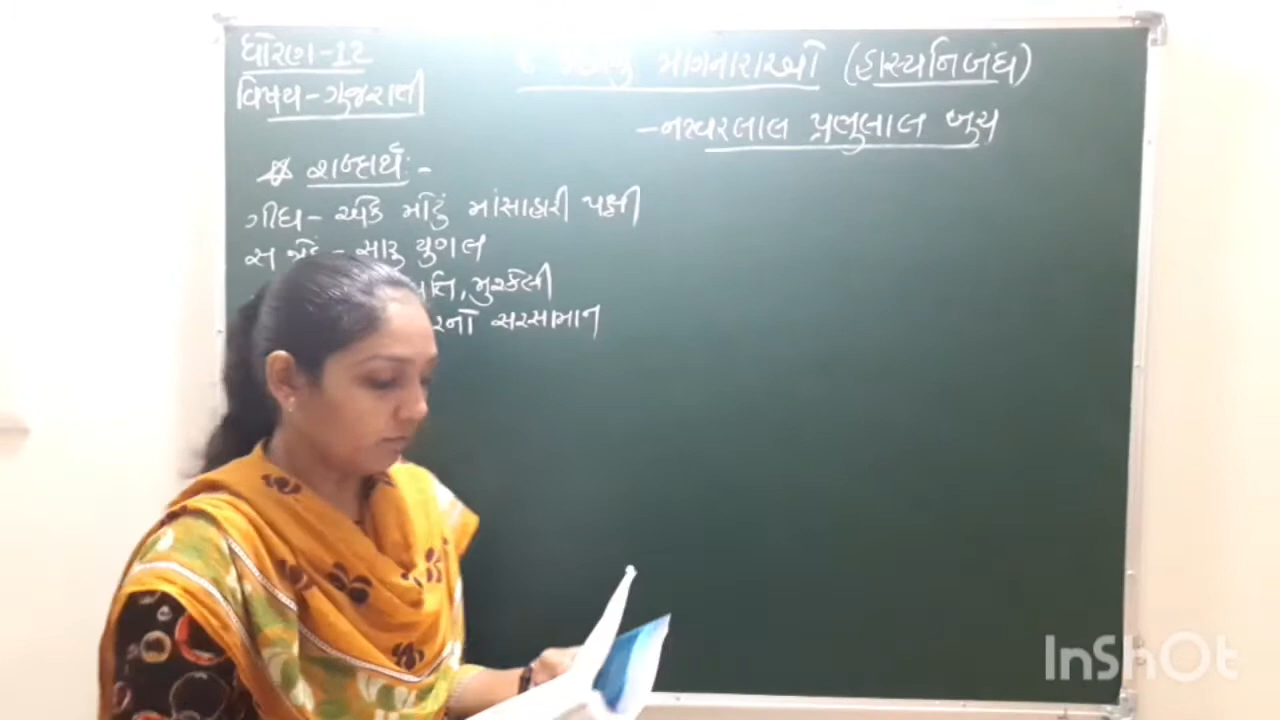 ધોરણ-12
વિષય-ગુજરાતી
માગનારાઓ (હાસ્યનિબંધ)
-નટવરલાલ પ્રભુલાલ બુચ
શબ્દાર્થ:-
ગીધ- એક મોટું માંસાહારી પક્ષી
- સારુ યુગલ
મુશ્કેલી
સરસામાન
InShOt